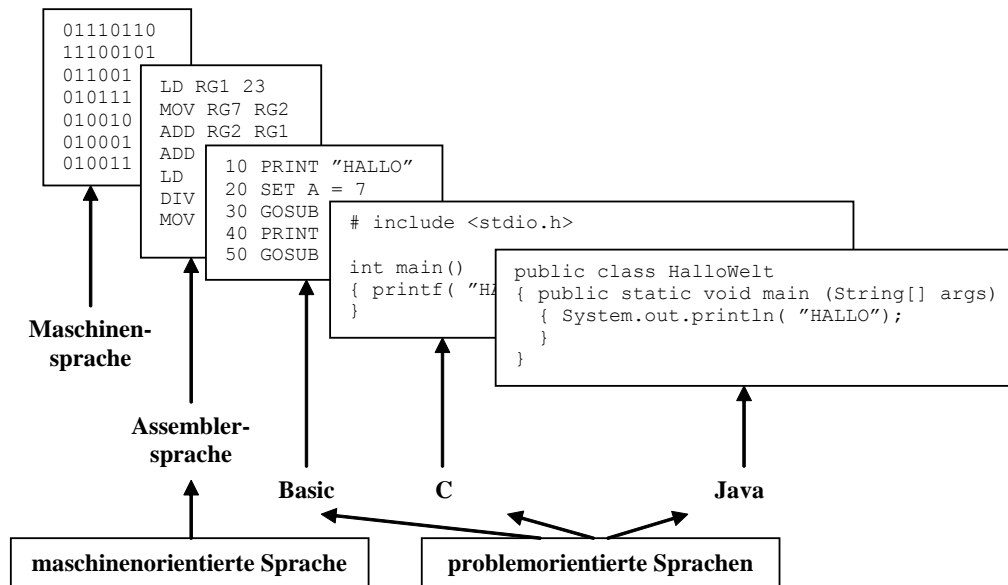 01110110
11100101
011001
010111
010010
010001
010011
LD RG1 23
MOV RG7 RG2
ADD RG2 RG1
ADD
LD
DIV
MOV
10 PRINT ”HALLO”
20 SET A = 7
30 GOSUB
40 PRINT
50 GOSUB
# include <stdio.h>
int main()
{ printf( ”HA
}
public class HalloWelt
{ public static void main (String[] args)
{ System.out.println( ”HALLO”);
}
}
Maschinen-
sprache
Assembler-
sprache
Basic
C
Java
maschinenorientierte Sprache
problemorientierte Sprachen